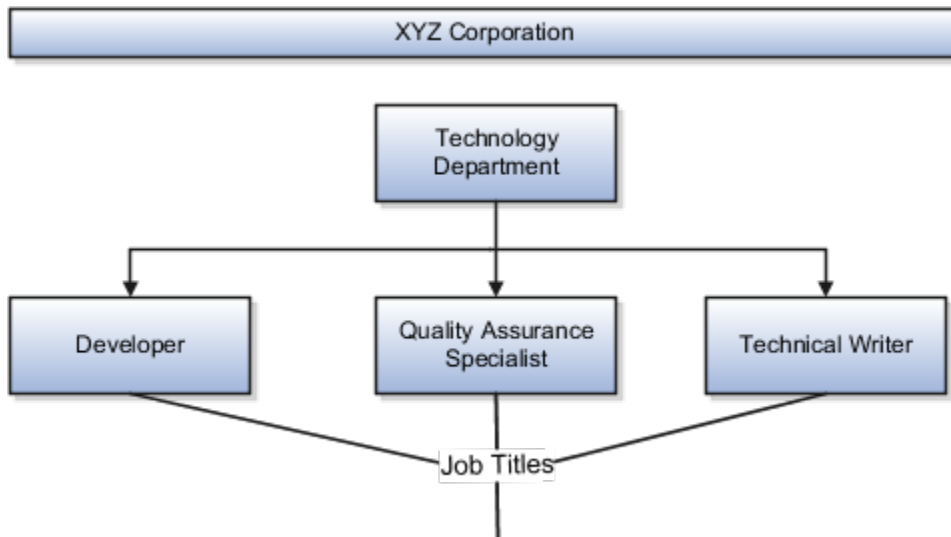 XYZ Corporation
Technology
Department
Developer
Quality Assurance
Specialist
Technical Writer
Job Titles